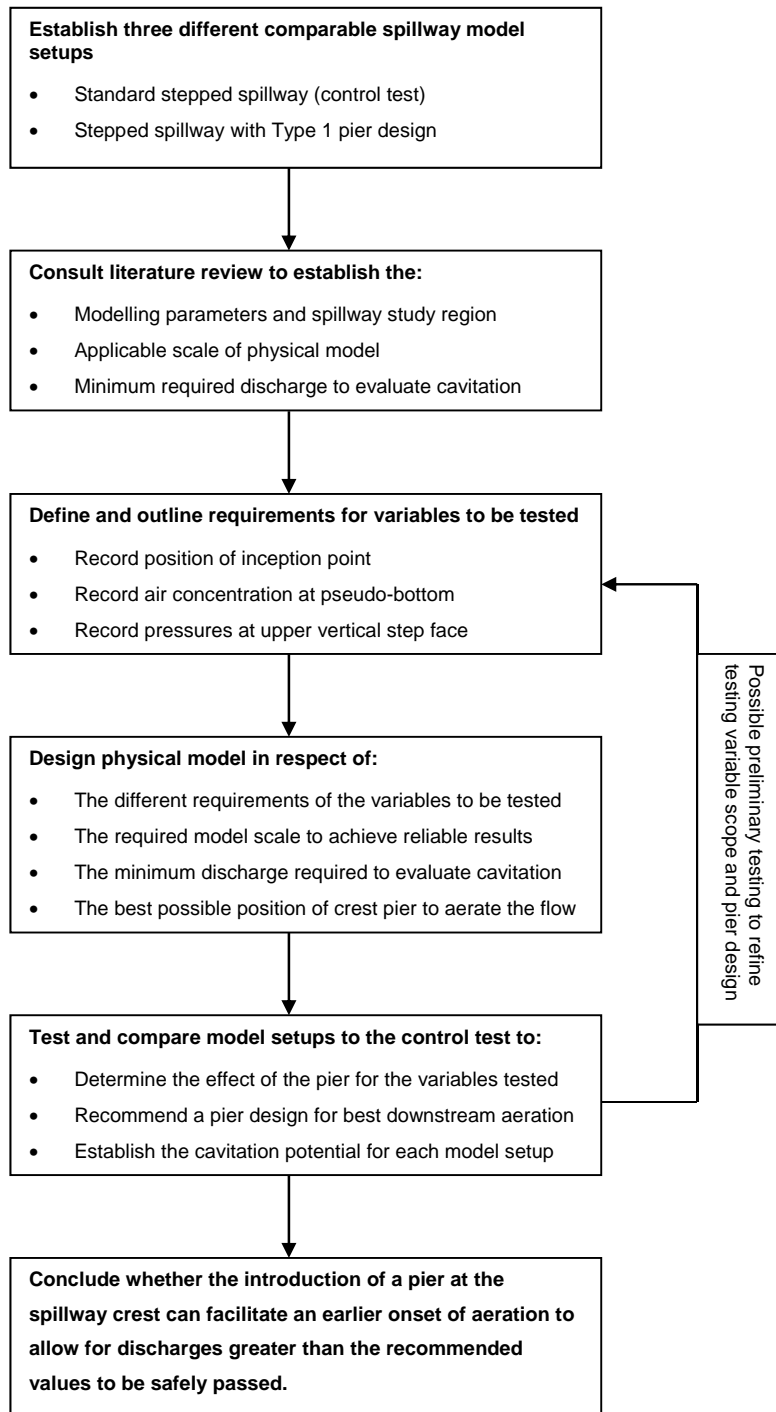 Establish three different comparable spillway model
setups
• Standard stepped spillway (control test)
• Stepped spillway with Type 1 pier design
Consult literature review to establish the:
• Modelling parameters and spillway study region
• Applicable scale of physical model
• Minimum required discharge to evaluate cavitation
Define and outline requirements for variables to be tested
• Record position of inception point
• Record air concentration at pseudo-bottom
• Record pressures at upper vertical step face
Design physical model in respect of:
• The different requirements of the variables to be tested
• The required model scale to achieve reliable results
• The minimum discharge required to evaluate cavitation
• The best possible position of crest pier to aerate the flow
Test and compare model setups to the control test to:
• Determine the effect of the pier for the variables tested
• Recommend a pier design for best downstream aeration
• Establish the cavitation potential for each model setup
Possible preliminary testing to refine
testing variable scope and pier design
Conclude whether the introduction of a pier at the
spillway crest can facilitate an earlier onset of aeration to
allow for discharges greater than the recommended
values to be safely passed.